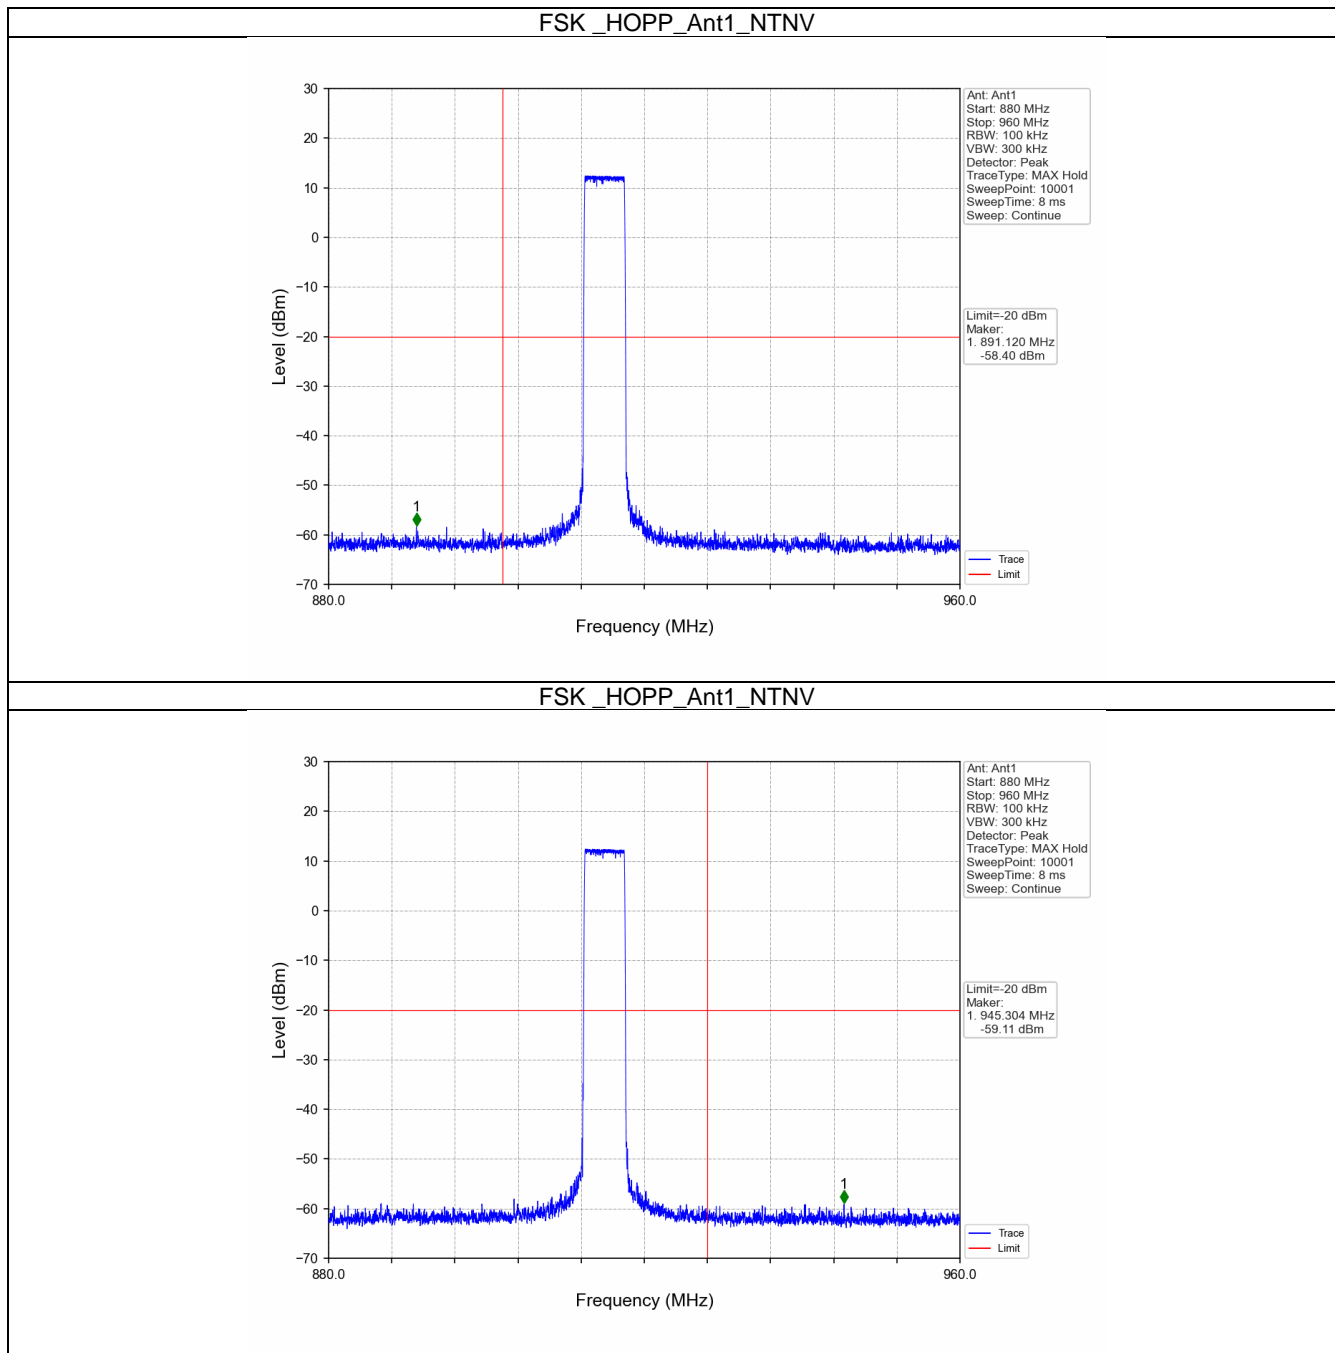 FSK _HOPP_Ant1_NTNV
30
20
10
0
−10
−20
−30
−40
−50
−60
−70
Level (dBm)
1
880.0
960.0
Frequency (MHz)
Ant: Ant1
Start: 880 MHz
Stop: 960 MHz
RBW: 100 kHz
VBW: 300 kHz
Detector: Peak
TraceType: MAX Hold
SweepPoint: 10001
SweepTime: 8 ms
Sweep: Continue
Limit=-20 dBm
Maker:
1. 891.120 MHz
-58.40 dBm
Trace
Limit
FSK _HOPP_Ant1_NTNV
30
20
10
0
−10
−20
−30
−40
−50
−60
−70
Level (dBm)
1
880.0
960.0
Frequency (MHz)
Ant: Ant1
Start: 880 MHz
Stop: 960 MHz
RBW: 100 kHz
VBW: 300 kHz
Detector: Peak
TraceType: MAX Hold
SweepPoint: 10001
SweepTime: 8 ms
Sweep: Continue
Limit=-20 dBm
Maker:
1. 945.304 MHz
-59.11 dBm
Trace
Limit